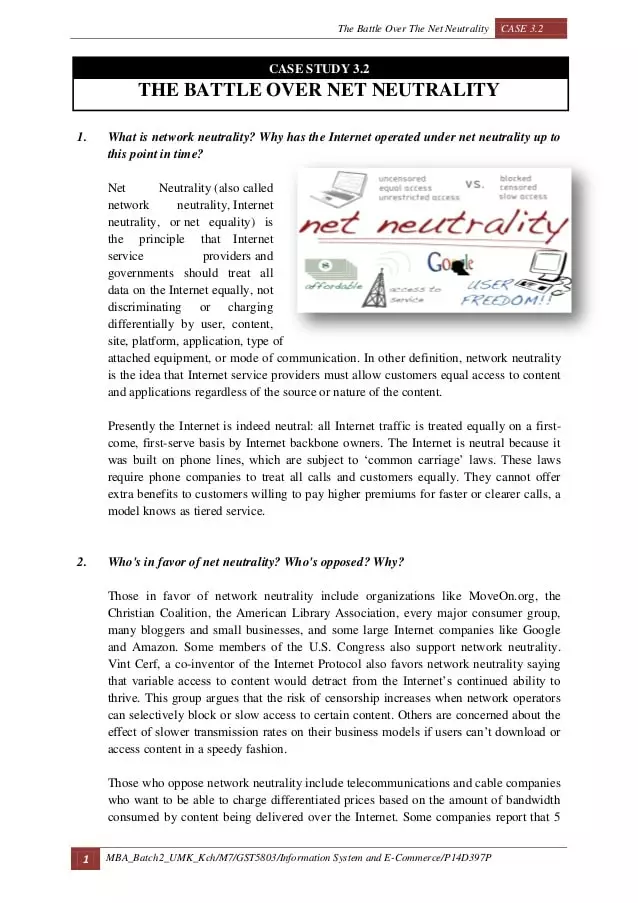 The Battle Over The Net Neutrality CASE 3.2
CASE STUDY 3.2
THE BATTLE OVER NET NEUTRALITY
1. What is network neutrality? Why has the Internet operated under net neutrality up to
this point in time?
Net Neutrality (also called
network neutrality, Internet
neutrality, or net equality) is
the principle that Internet
service providers and
governments should treat all
data on the Internet equally, not
discriminating or charging
differentially by user, content,
site, platform, application, type of
uncensored
equal access
unrestricted access
vs.
blocked
censored
slow access
net neutrality
Google
$
affordable
access to
service
USER
FREEDOM!!
attached equipment, or mode of communication. In other definition, network neutrality
is the idea that Internet service providers must allow customers equal access to content
and applications regardless of the source or nature of the content.
Presently the Internet is indeed neutral: all Internet traffic is treated equally on a first-
come, first-serve basis by Internet backbone owners. The Internet is neutral because it
was built on phone lines, which are subject to ‘common carriage’ laws. These laws
require phone companies to treat all calls and customers equally. They cannot offer
extra benefits to customers willing to pay higher premiums for faster or clearer calls, a
model knows as tiered service.
2. Who's in favor of net neutrality? Who's opposed? Why?
Those in favor of network neutrality include organizations like MoveOn.org, the
Christian Coalition, the American Library Association, every major consumer group,
many bloggers and small businesses, and some large Internet companies like Google
and Amazon. Some members of the U.S. Congress also support network neutrality.
Vint Cerf, a co-inventor of the Internet Protocol also favors network neutrality saying
that variable access to content would detract from the Internet’s continued ability to
thrive. This group argues that the risk of censorship increases when network operators
can selectively block or slow access to certain content. Others are concerned about the
effect of slower transmission rates on their business models if users can’t download or
access content in a speedy fashion.
Those who oppose network neutrality include telecommunications and cable companies
who want to be able to charge differentiated prices based on the amount of bandwidth
consumed by content being delivered over the Internet. Some companies report that 5
1 MBA_Batch2_UMK_Kch/M7/GST5803/Information System and E-Commerce/P14D397P